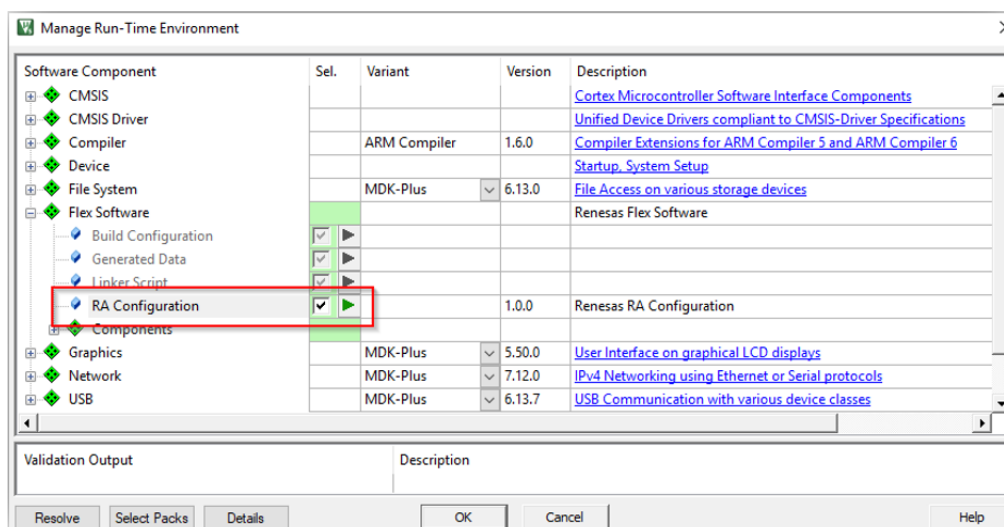 Manage Run-Time Environment
Software Component Sel. Variant Version Description
CMSIS Cortex Microcontroller Software Interface Components
CMSIS Driver Unified Device Drivers compliant to CMSIS-Driver Specifications
Compiler ARM Compiler 1.6.0 Compiler Extensions for ARM Compiler 5 and ARM Compiler 6
Device Startup, System Setup
File System MDK-Plus 6.13.0 File Access on various storage devices
Flex Software Renesas Flex Software
Build Configuration
Generated Data
Linker Script
RA Configuration 1.0.0 Renesas RA Configuration
Components
Graphics MDK-Plus 5.50.0 User Interface on graphical LCD displays
Network MDK-Plus 7.12.0 IPv4 Networking using Ethernet or Serial protocols
USB MDK-Plus 6.13.7 USB Communication with various device classes
Validation Output Description
Resolve Select Packs Details OK Cancel Help